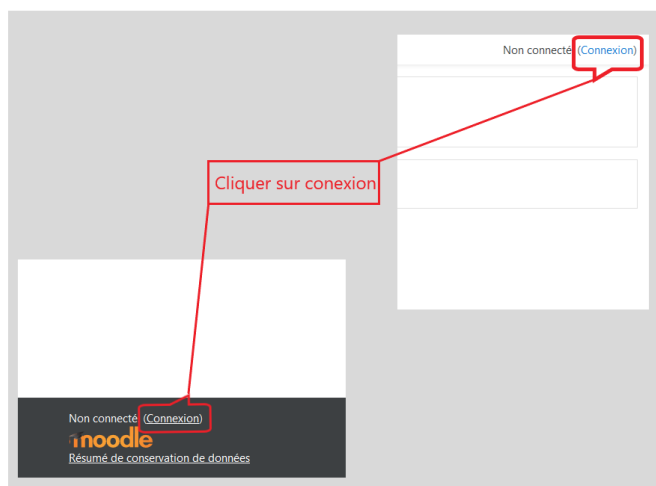 Non connecté (Connexion)
Cliquer sur conexion
Non connecté (Connexion)
moodle
Résumé de conservation de données